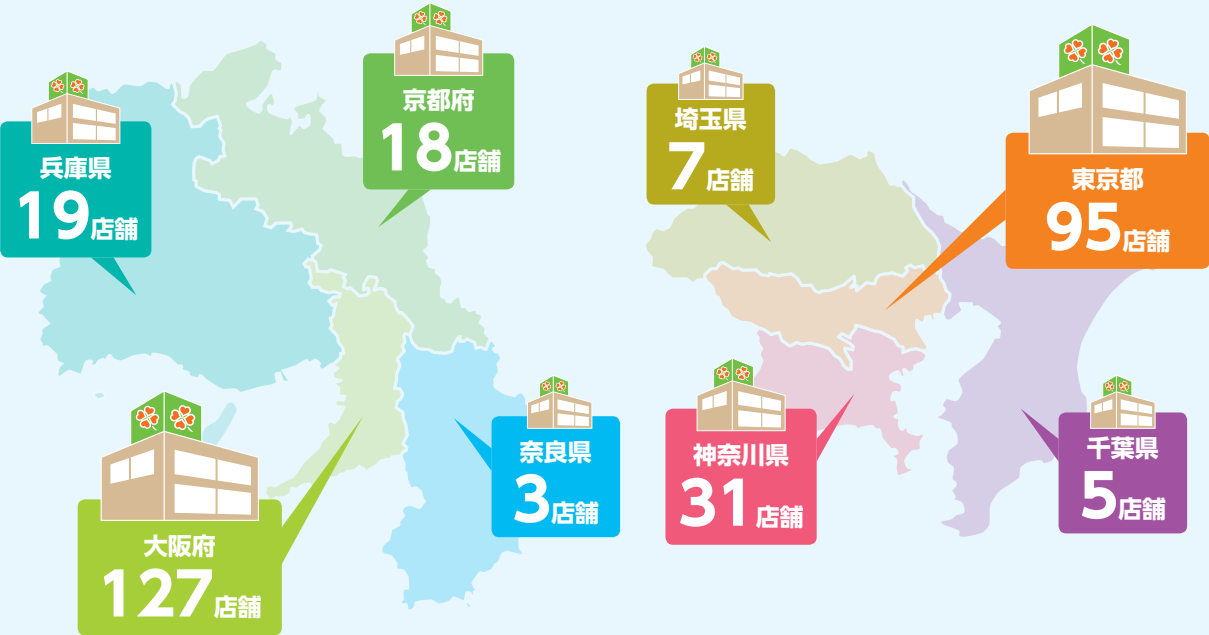 京都府
18店舗
兵庫県
19店舗
大阪府
127店舗
奈良県
3店舗
埼玉県
7店舗
東京都
95店舗
神奈川県
31店舗
千葉県
5店舗